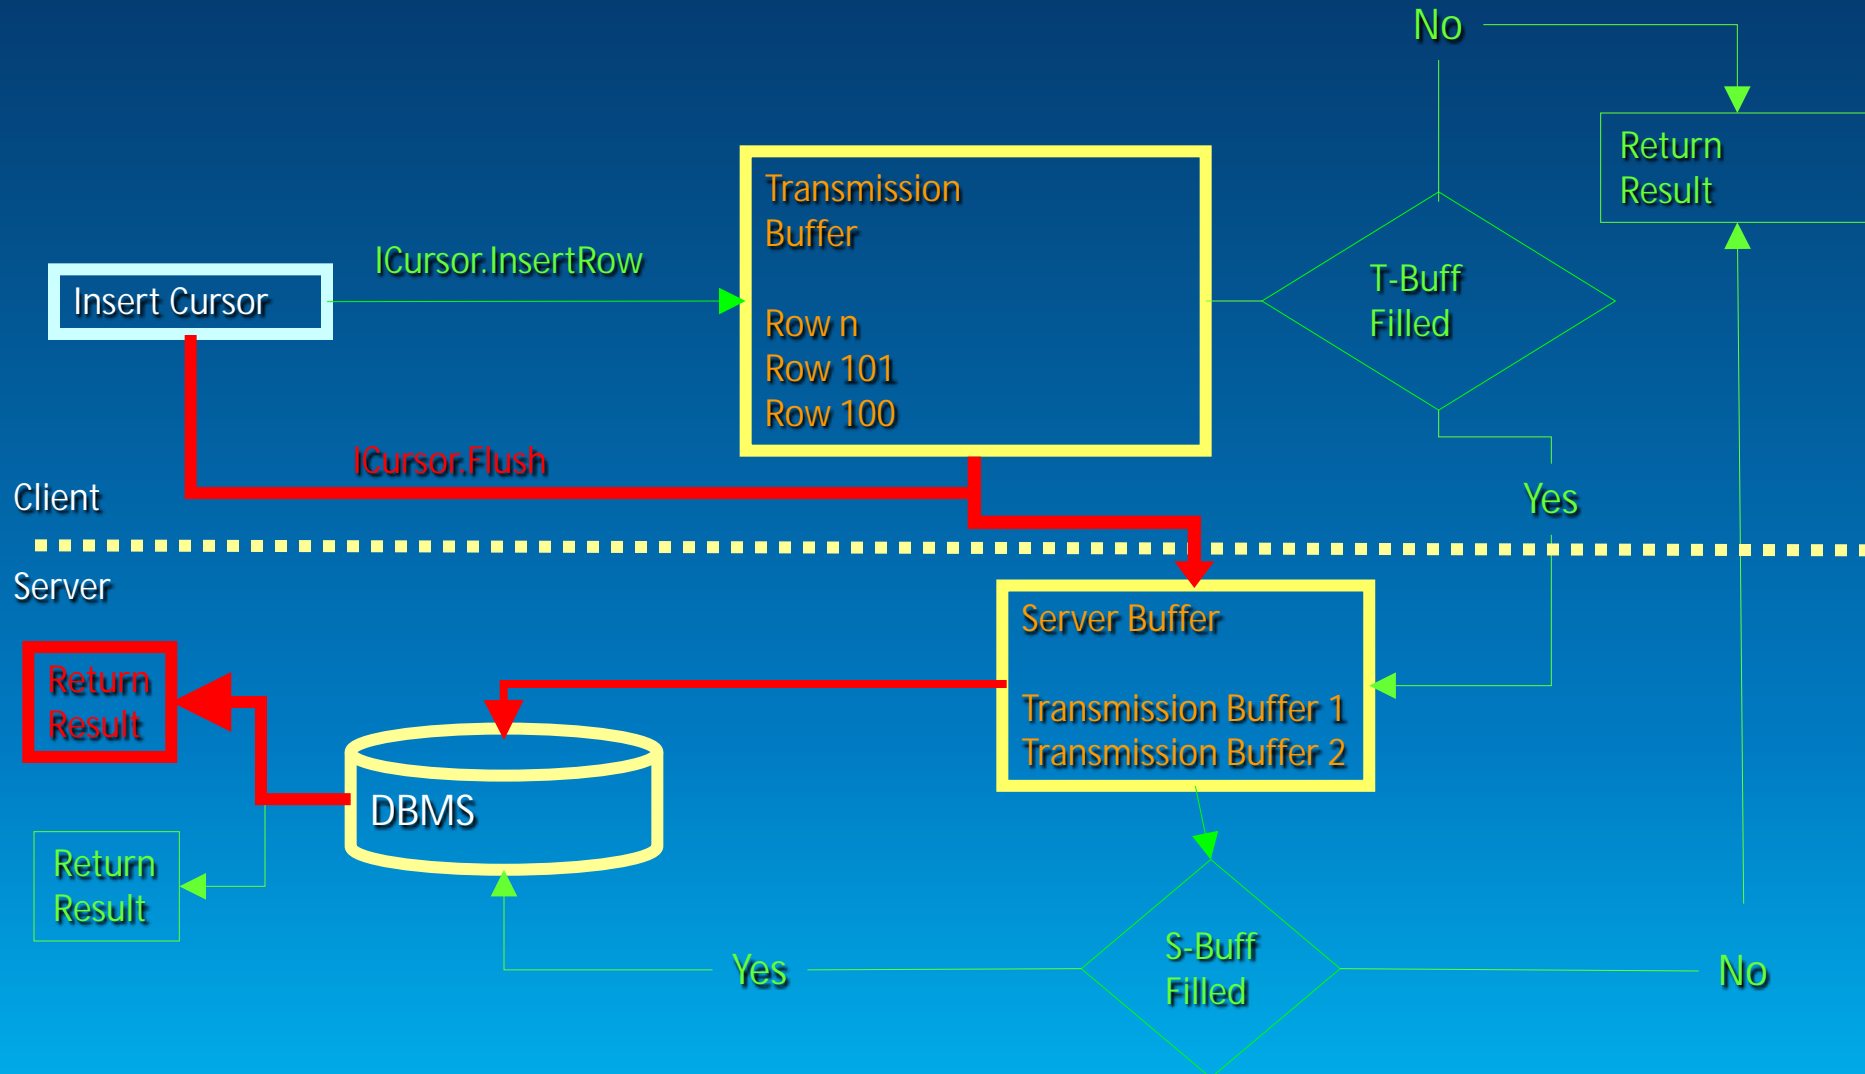 No
Return
Result
Transmission
Buffer
Row n
Row 101
Row 100
ICursor.InsertRow
Insert Cursor
T-Buff
Filled
ICursor.Flush
Client
Yes
Server
Server Buffer
Transmission Buffer 1
Transmission Buffer 2
Return
Result
DBMS
Return
Result
Yes
S-Buff
Filled
No